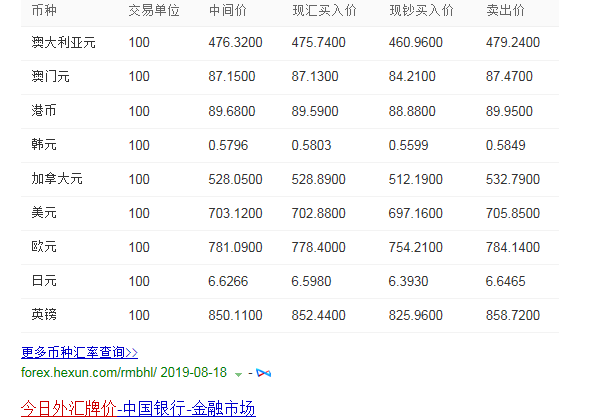 币种 交易单位 中间价 现汇买入价 现钞买入价 卖出价
澳大利亚元 100 476.3200 475.7400 460.9600 479.2400
澳门元 100 87.1500 87.1300 84.2100 87.4700
港币 100 89.6800 89.5900 88.8800 89.9500
韩元 100 0.5796 0.5803 0.5599 0.5849
加拿大元 100 528.0500 528.8900 512.1900 532.7900
美元 100 703.1200 702.8800 697.1600 705.8500
欧元 100 781.0900 778.4000 754.2100 784.1400
日元 100 6.6266 6.5980 6.3930 6.6465
英镑 100 850.1100 852.4400 825.9600 858.7200
更多币种汇率查询>>
forex.hexun.com/rmbhl/ 2019-08-18 -
今日外汇牌价-中国银行-金融市场